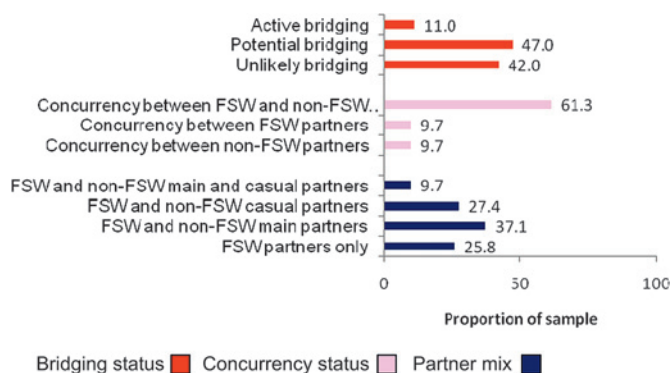 Active bridging 11.0
Potential bridging 47.0
Unlikely bridging 42.0
Concurrency between FSW and non-FSW.. 61.3
Concurrency between FSW partners 9.7
Concurrency between non-FSW partners 9.7
FSW and non-FSW main and casual partners 9.7
FSW and non-FSW casual partners 27.4
FSW and non-FSW main partners 37.1
FSW partners only 25.8
0 50 100
Proportion of sample
Bridging status Concurrency status Partner mix